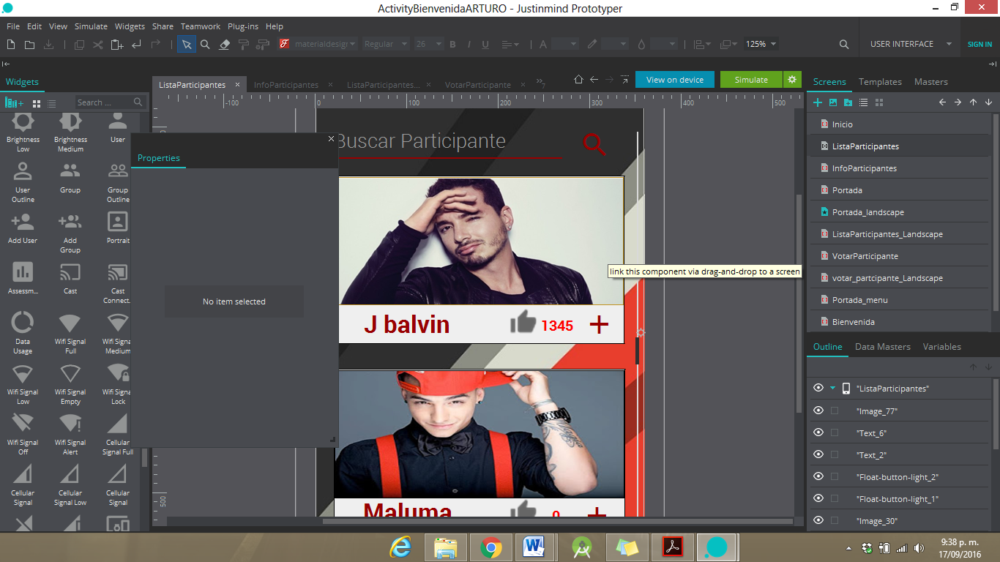 ActivityBienvenidaARTURO - Justinmind Prototyper
File Edit View Simulate Widgets Share Teamwork Plug-ins Help
materialdesign Regular 26 B I U A 125% USER INTERFACE SIGN IN
Widgets
Search ...
ListaParticipantes × InfoParticipantes × ListaParticipantes... × VotarParticipante × 7
View on device
Simulate
Screens Templates Masters
-100 0 100 200 300 400 500
Brightness Low
Brightness Medium
User
User Outline
Group
Group Outline
Add User
Add Group
Portrait
Assessm...
Cast
Cast Connect.
Data Usage
Wifi Signal Full
Wifi Signa Medium
Wifi Signal Low
Wifi Signal Empty
Wifi Signa Lock
Wifi Signal Off
Wifi Signal Alert
Cellular Signal Full
Cellular Signal
Cellular Signal Low
Cellular Signal
Properties
No item selected
Buscar Participante
link this component via drag-and-drop to a screen
J balvin 1345 +
Maluma 0 +
500
Inicio
ListaParticipantes
InfoParticipantes
Portada
Portada_landscape
ListaParticipantes_Landscape
VotarParticipante
votar_partcipante_Landscape
Portada_menu
Bienvenida
Outline Data Masters Variables
"ListaParticipantes"
"Image_77"
"Text_6"
"Text_2"
"Float-button-light_2"
"Float-button-light_1"
"Image_30"
9:38 p. m.
17/09/2016